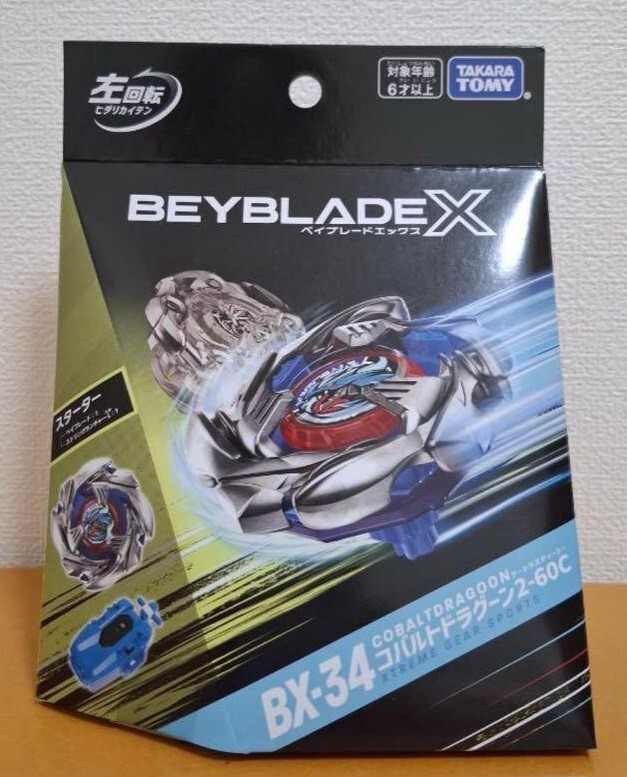 左回転
ヒダリカイテン
対象年齢
6才以上
TAKARA
TOMY
BEYBLADE X
ベイブレードエックス
スターター
COBALTDRAGOON
コバルトドラグーン2-60C
BX-34
XTREME GEAR SPORTS